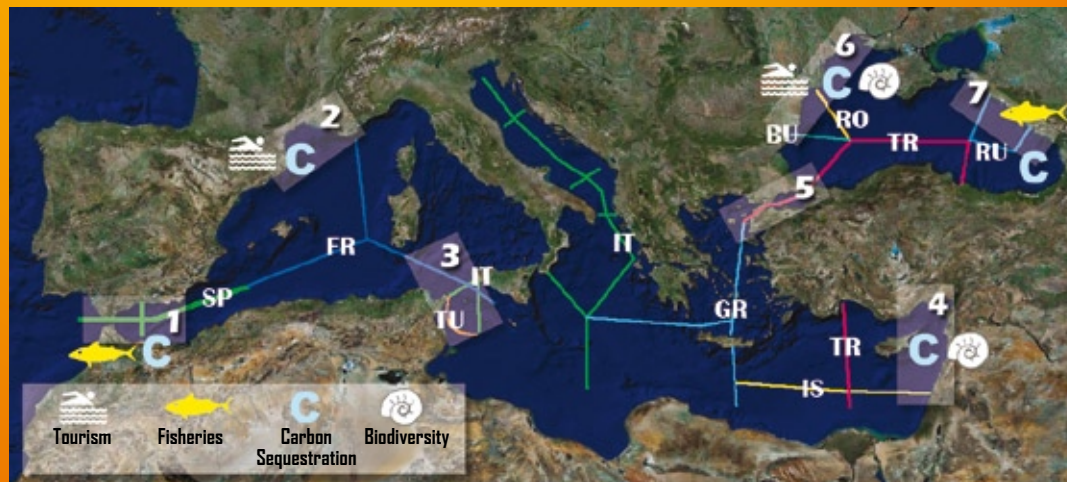 6
C
7
RO
BU
TR
RU
C
2
C
5
FR
3
IT
IT
SP
TU
GR
1
C
4
C
TR
IS
C
Tourism
Fisheries
Carbon
Sequestration
Biodiversity